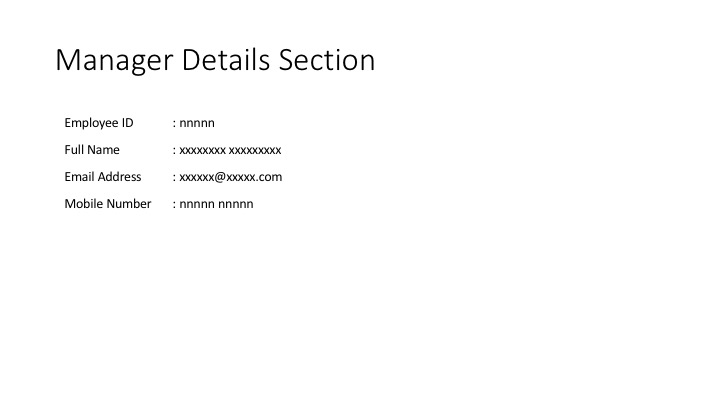 Manager Details Section
Employee ID : nnnnn
Full Name : xxxxxxxx xxxxxxxxx
Email Address : xxxxxx@xxxxx.com
Mobile Number : nnnnn nnnnn